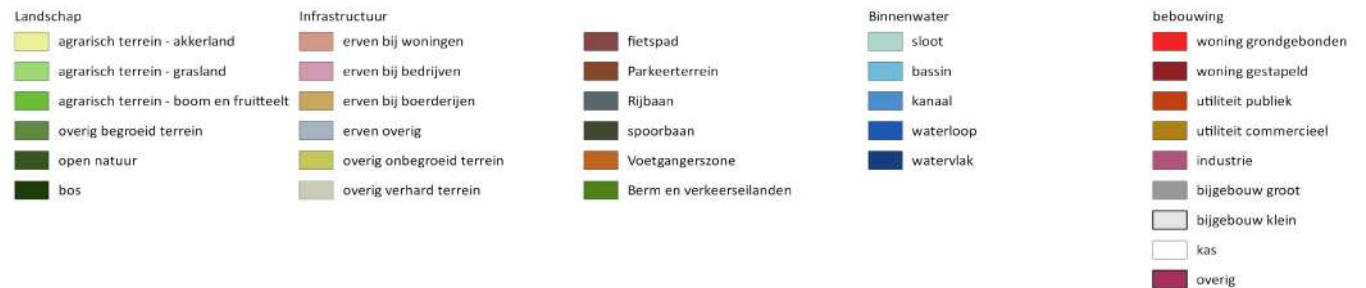 Landschap
agrarisch terrein - akkerland
agrarisch terrein - grasland
agrarisch terrein - boom en fruitteelt
overig begroeid terrein
open natuur
bos
Infrastructuur
erven bij woningen
erven bij bedrijven
erven bij boerderijen
erven overig
overig onbegroeid terrein
overig verhard terrein
fietspad
Parkeerterrein
Rijbaan
spoorbaan
Voetgangerszone
Berm en verkeerseilanden
Binnenwater
sloot
bassin
kanaal
waterloop
watervlak
bebouwing
woning grondgebonden
woning gestapeld
utiliteit publiek
utiliteit commercieel
industrie
bijgebouw groot
bijgebouw klein
kas
overig